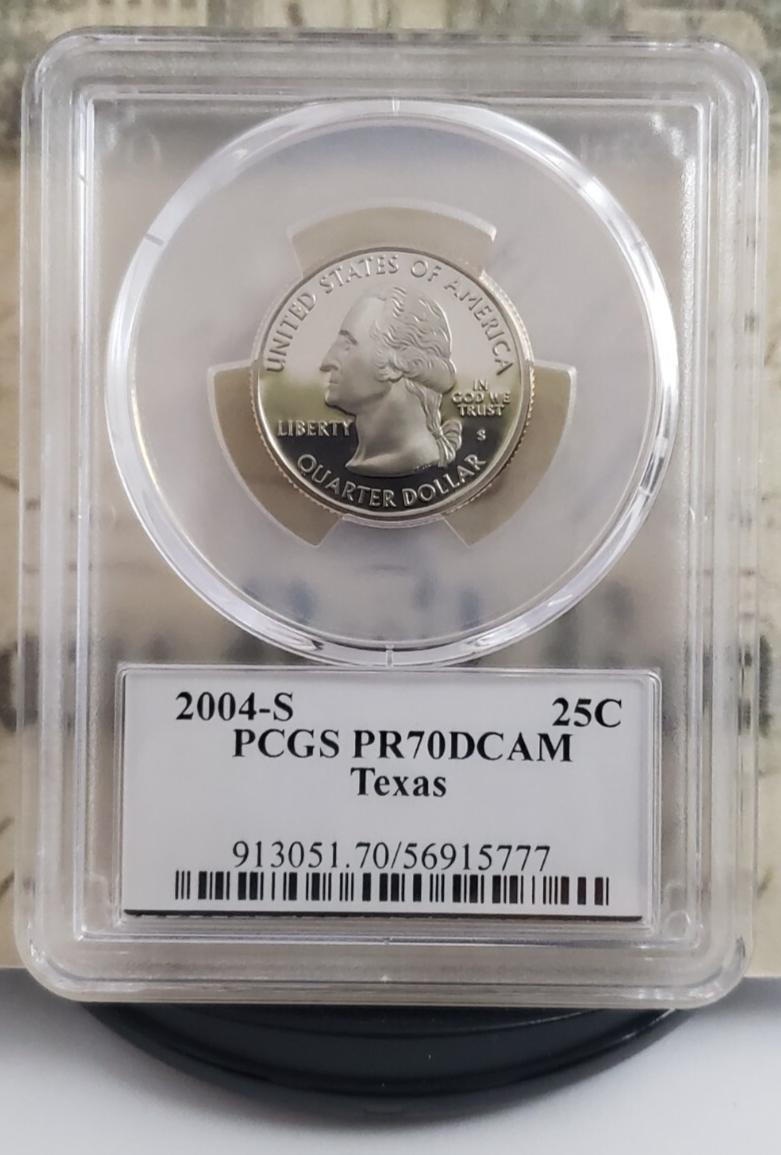 UNITED STATES OF AMERICA
IN
GOD WE
TRUST
LIBERTY
S
QUARTER DOLLAR
2004-S 25C
PCGS PR70DCAM
Texas
913051.70/56915777